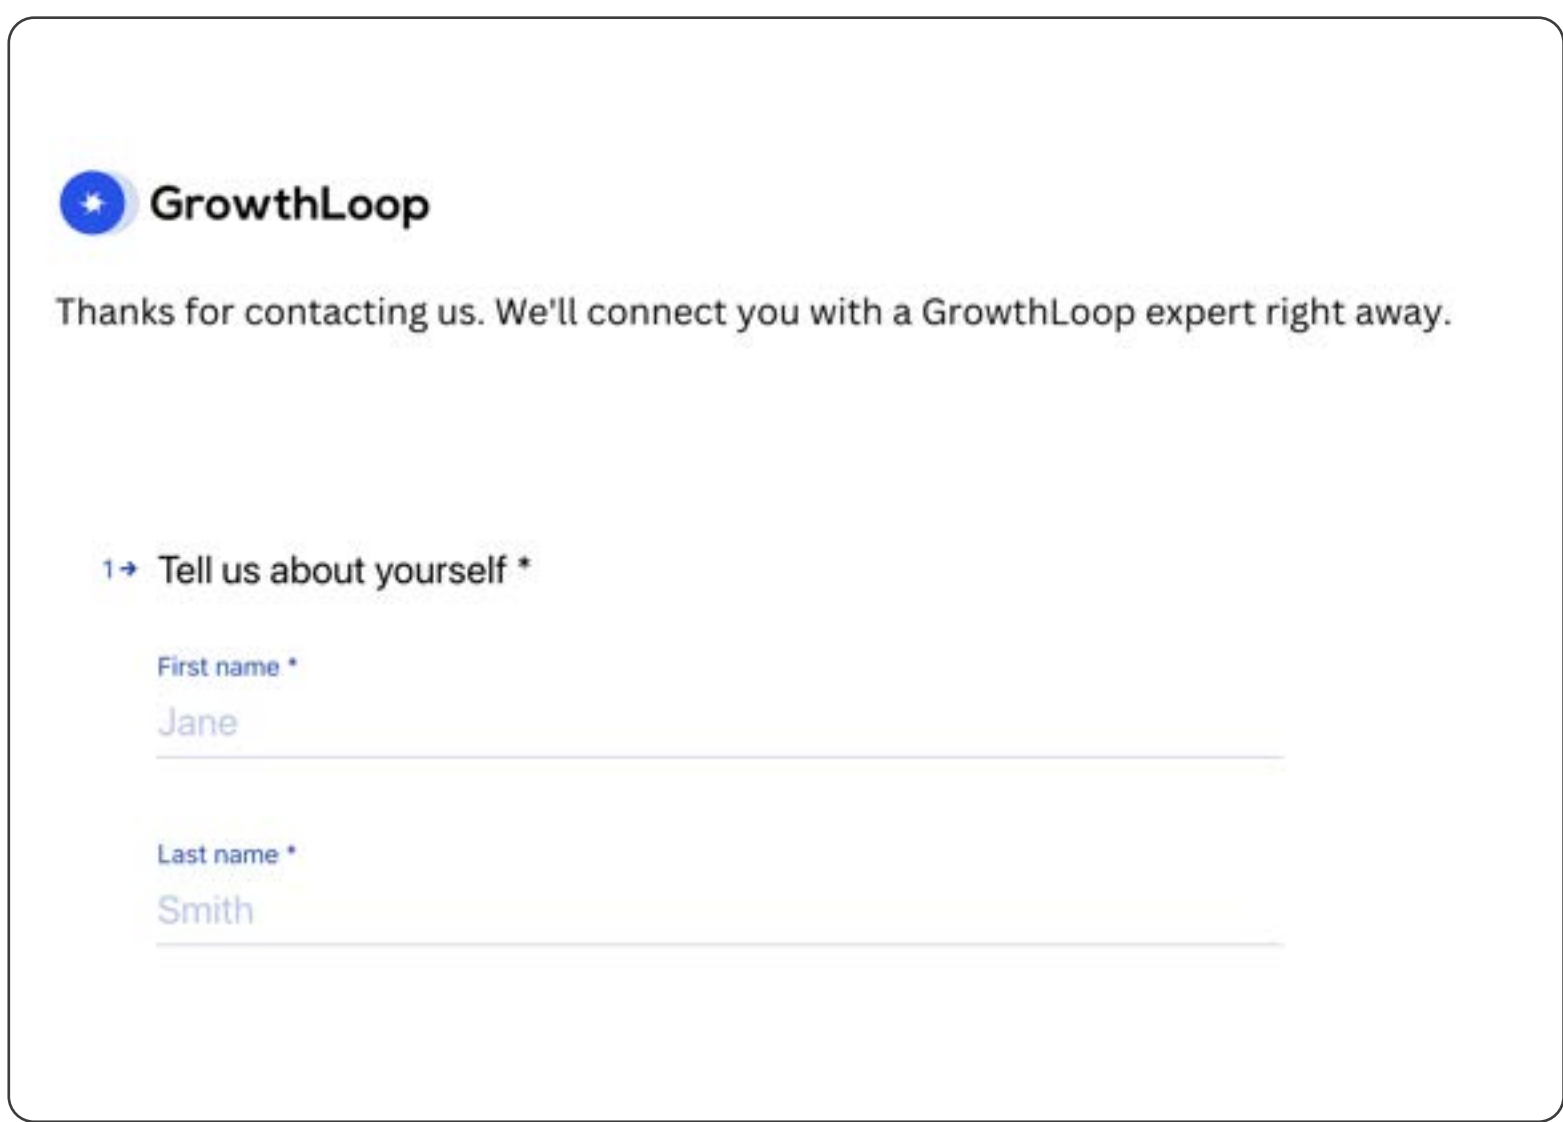 GrowthLoop
Thanks for contacting us. We'll connect you with a GrowthLoop expert right away.
1→ Tell us about yourself *
First name *
Jane
Last name *
Smith